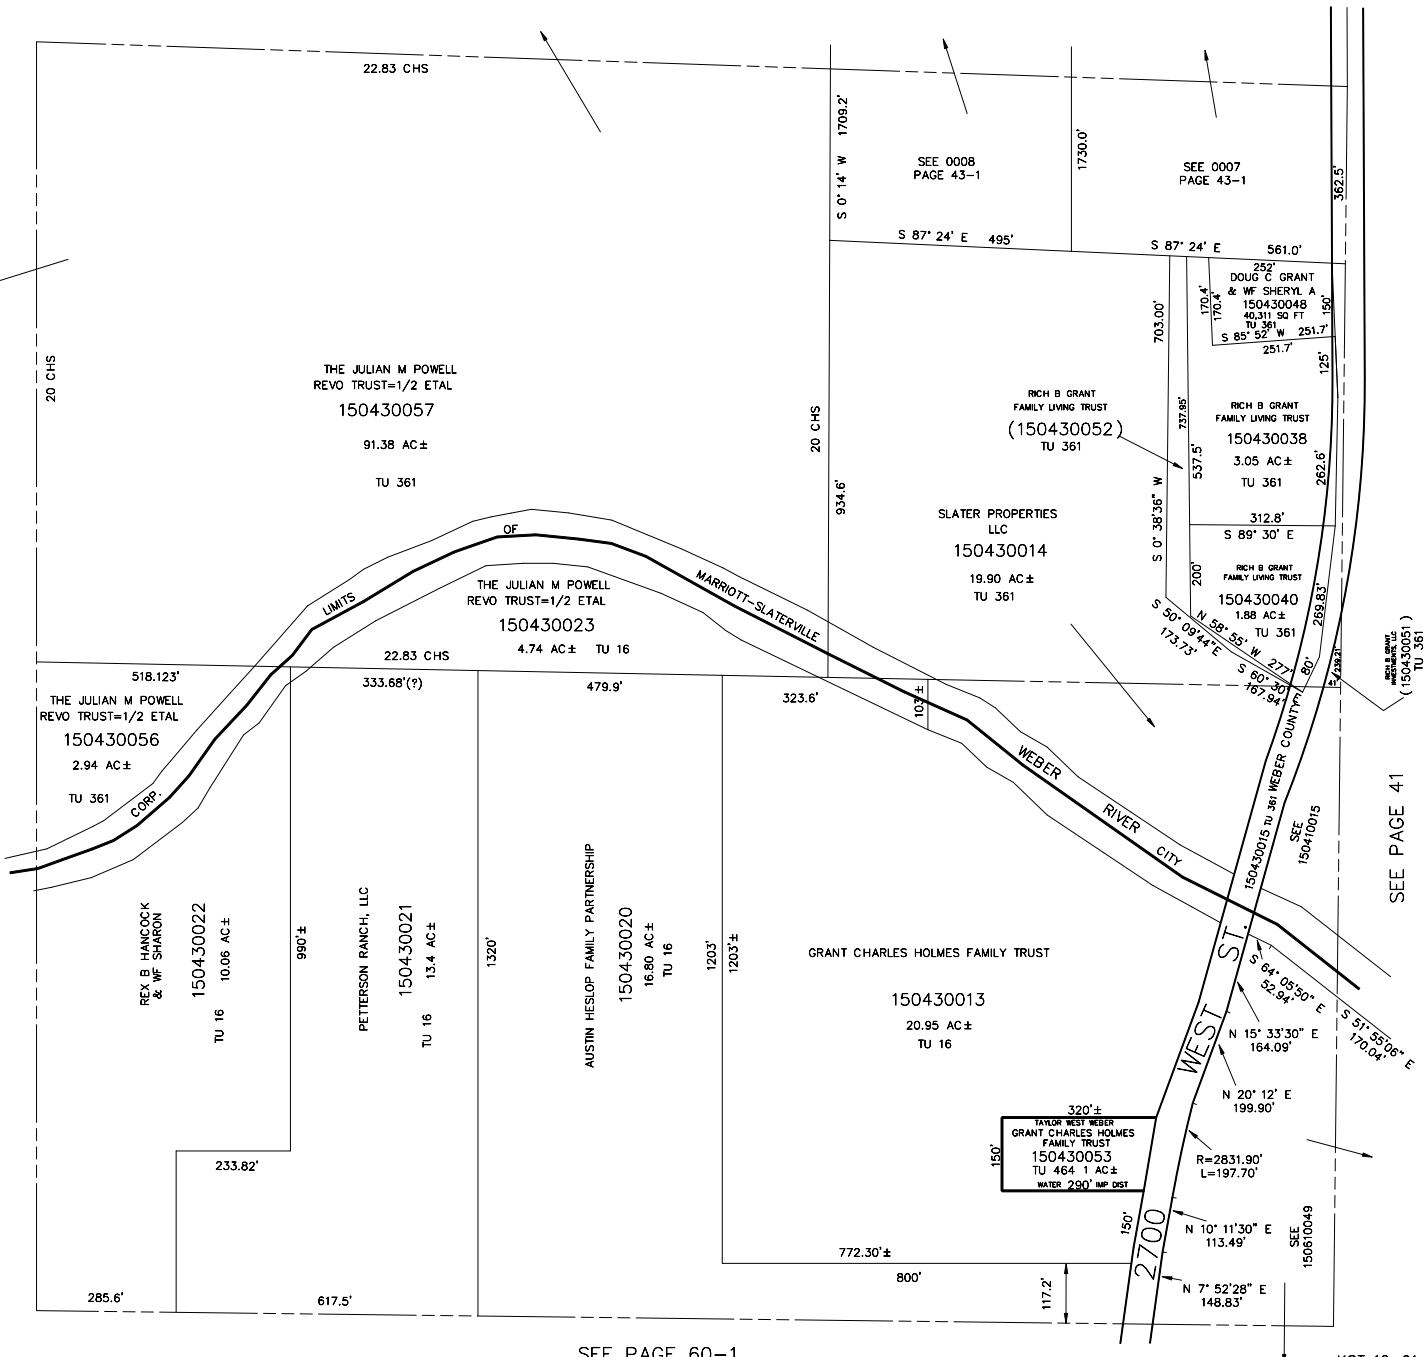 22.83 CHS
S 0° 14' W 1709.2'
SEE 0008
PAGE 43-1
1730.0'
SEE 0007
PAGE 43-1
362.5'
S 87° 24' E 495'
S 87° 24' E 561.0'
252'
DOUG C GRANT
& WF SHERYL A
150430048
40,311 SQ FT
TU 361
170.4'
170.4'
150'
S 85° 52' W 251.7'
251.7'
125'
20 CHS
THE JULIAN M POWELL
REVO TRUST=1/2 ETAL
150430057
91.38 AC±
TU 361
20 CHS
934.6'
703.00'
S 0° 38'36" W
737.95'
537.5'
RICH B GRANT
FAMILY LIVING TRUST
(150430052)
TU 361
RICH B GRANT
FAMILY LIVING TRUST
150430038
3.05 AC±
TU 361
262.6'
312.8'
S 89° 30' E
SLATER PROPERTIES
LLC
150430014
19.90 AC±
TU 361
200'
RICH B GRANT
FAMILY LIVING TRUST
150430040
1.88 AC±
TU 361
269.83'
N 58° 55' W 277'
S 50° 09'44"E
173.73'
S 60° 30'
167.94'
80'
239.21'
41'
RICH B GRANT
INVESTMENTS, LLC
(150430051)
TU 361
LIMITS
OF
MARRIOTT-SLATERVILLE
THE JULIAN M POWELL
REVO TRUST=1/2 ETAL
150430023
4.74 AC± TU 16
22.83 CHS
518.123'
333.68'(?)
479.9'
323.6'
103'±
THE JULIAN M POWELL
REVO TRUST=1/2 ETAL
150430056
2.94 AC±
TU 361
CORP.
WEBER
RIVER
CITY
150430015 TU 361 WEBER COUNTY
SEE
150410015
SEE PAGE 41
REX B HANCOCK
& WF SHARON
150430022
10.06 AC±
TU 16
990'±
PETTERSON RANCH, LLC
150430021
13.4 AC±
TU 16
1320'
AUSTIN HESLOP FAMILY PARTNERSHIP
150430020
16.80 AC±
TU 16
1203'
1203'±
GRANT CHARLES HOLMES FAMILY TRUST
150430013
20.95 AC±
TU 16
2700 WEST ST.
S 64° 05'50" E
52.94'
S 51° 55'06" E
170.04'
N 15° 33'30" E
164.09'
N 20° 12' E
199.90'
320'±
TAYLOR WEST WEBER
GRANT CHARLES HOLMES
FAMILY TRUST
150430053
TU 464 1 AC±
WATER 290' IMP DIST
150'
R=2831.90'
L=197.70'
233.82'
150'
N 10° 11'30" E
113.49'
SEE
150610049
772.30'±
800'
117.2'
N 7° 52'28" E
148.83'
285.6'
617.5'
SEE PAGE 60-1